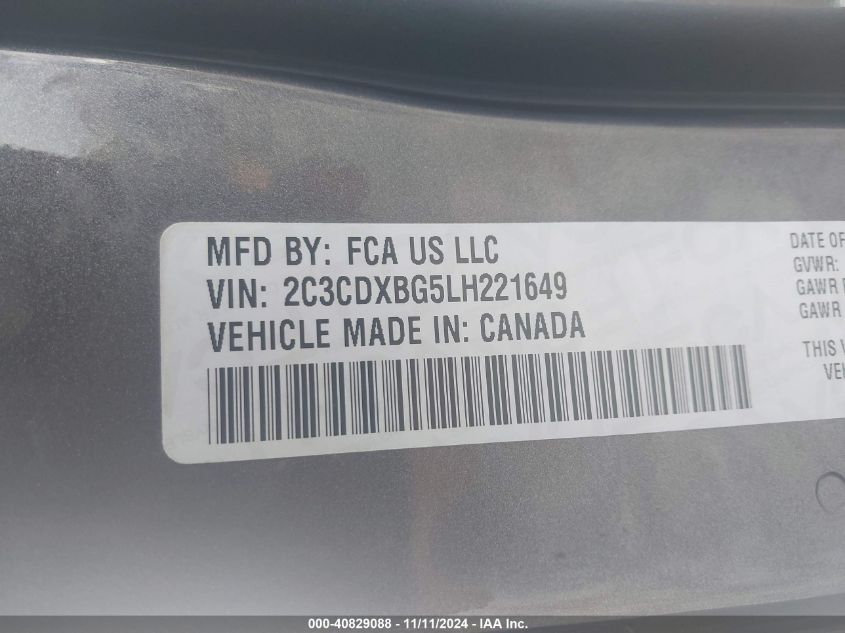 MFD BY: FCA US LLC
VIN: 2C3CDXBG5LH221649
VEHICLE MADE IN: CANADA
DATE OF
GVWR:
GAWR
GAWR
THIS
000-40829088 - 11/11/2024 - IAA Inc.